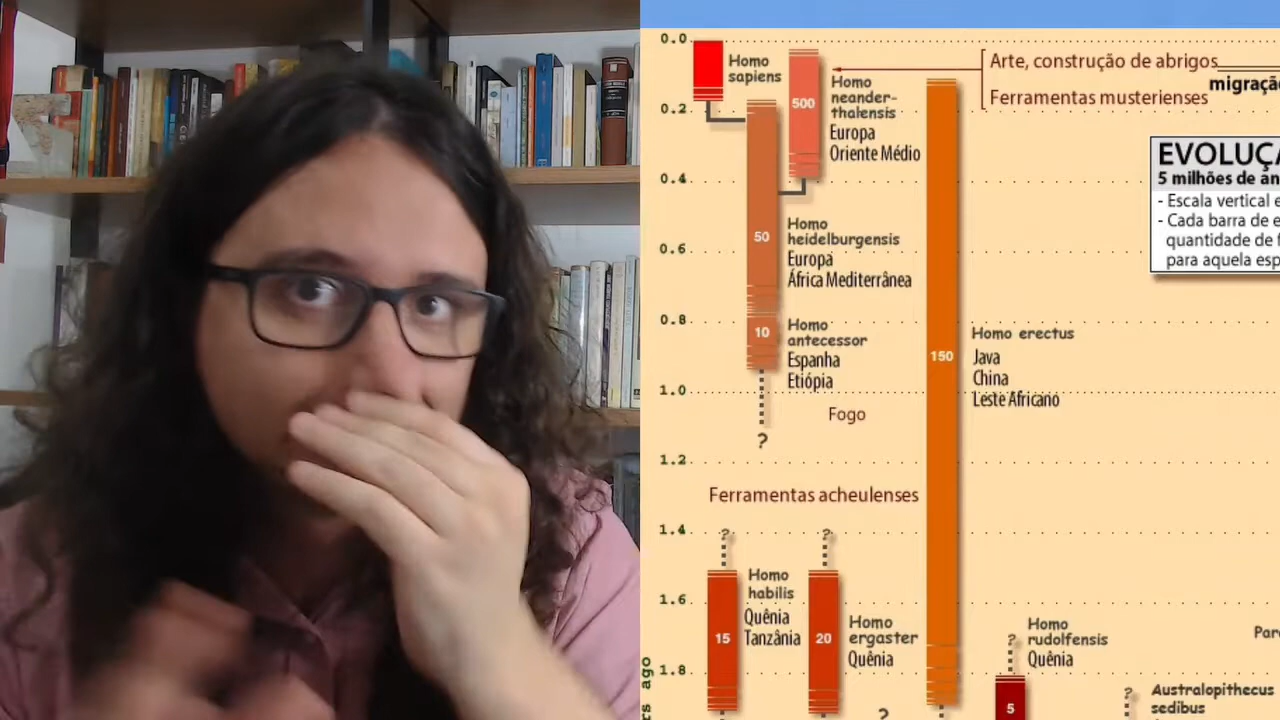 0.0
Homo
sapiens
500
Homo
neander-
thalensis
Europa
Oriente Médio
Arte, construção de abrigos
migração
Ferramentas musterienses
0.2
EVOLUÇA
5 milhões de an
- Escala vertical e
- Cada barra de e
quantidade de f
para aquela esp
0.4
50
Homo
heidelburgensis
Europa
África Mediterrânea
0.6
0.8
10
Homo
antecessor
Espanha
Etiópia
150
Homo erectus
Java
China
Leste Africano
1.0
Fogo
?
1.2
Ferramentas acheulenses
1.4
?
?
15
Homo
habilis
Quênia
Tanzânia
20
Homo
ergaster
Quênia
1.6
?
Homo
rudolfensis
Quênia
5
Par
1.8
?
?
Australopithecus
sedibus
rs ago